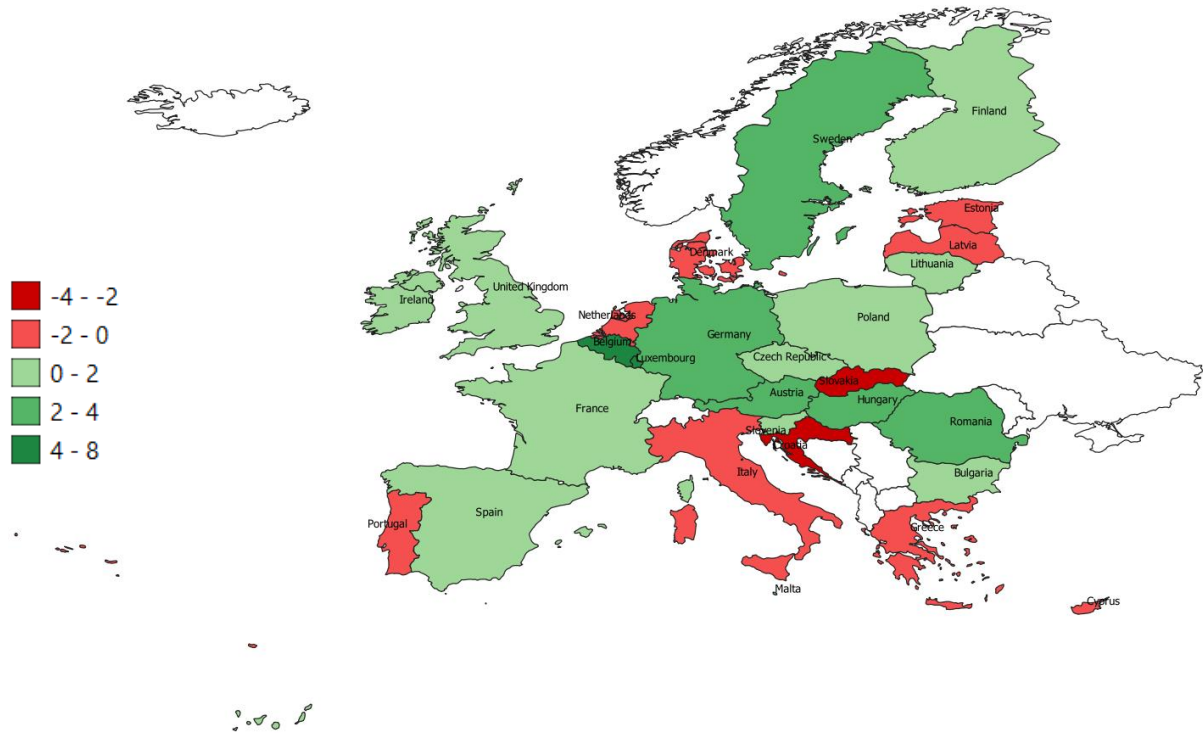 -4 - -2
-2 - 0
0 - 2
2 - 4
4 - 8
Finland
Sweden
Estonia
Latvia
Denmark
Lithuania
United Kingdom
Ireland
Netherlands
Poland
Germany
Belgium
Czech Republic
Luxembourg
Slovakia
Austria
Hungary
France
Romania
Slovenia
Croatia
Italy
Bulgaria
Spain
Portugal
Greece
Malta
Cyprus